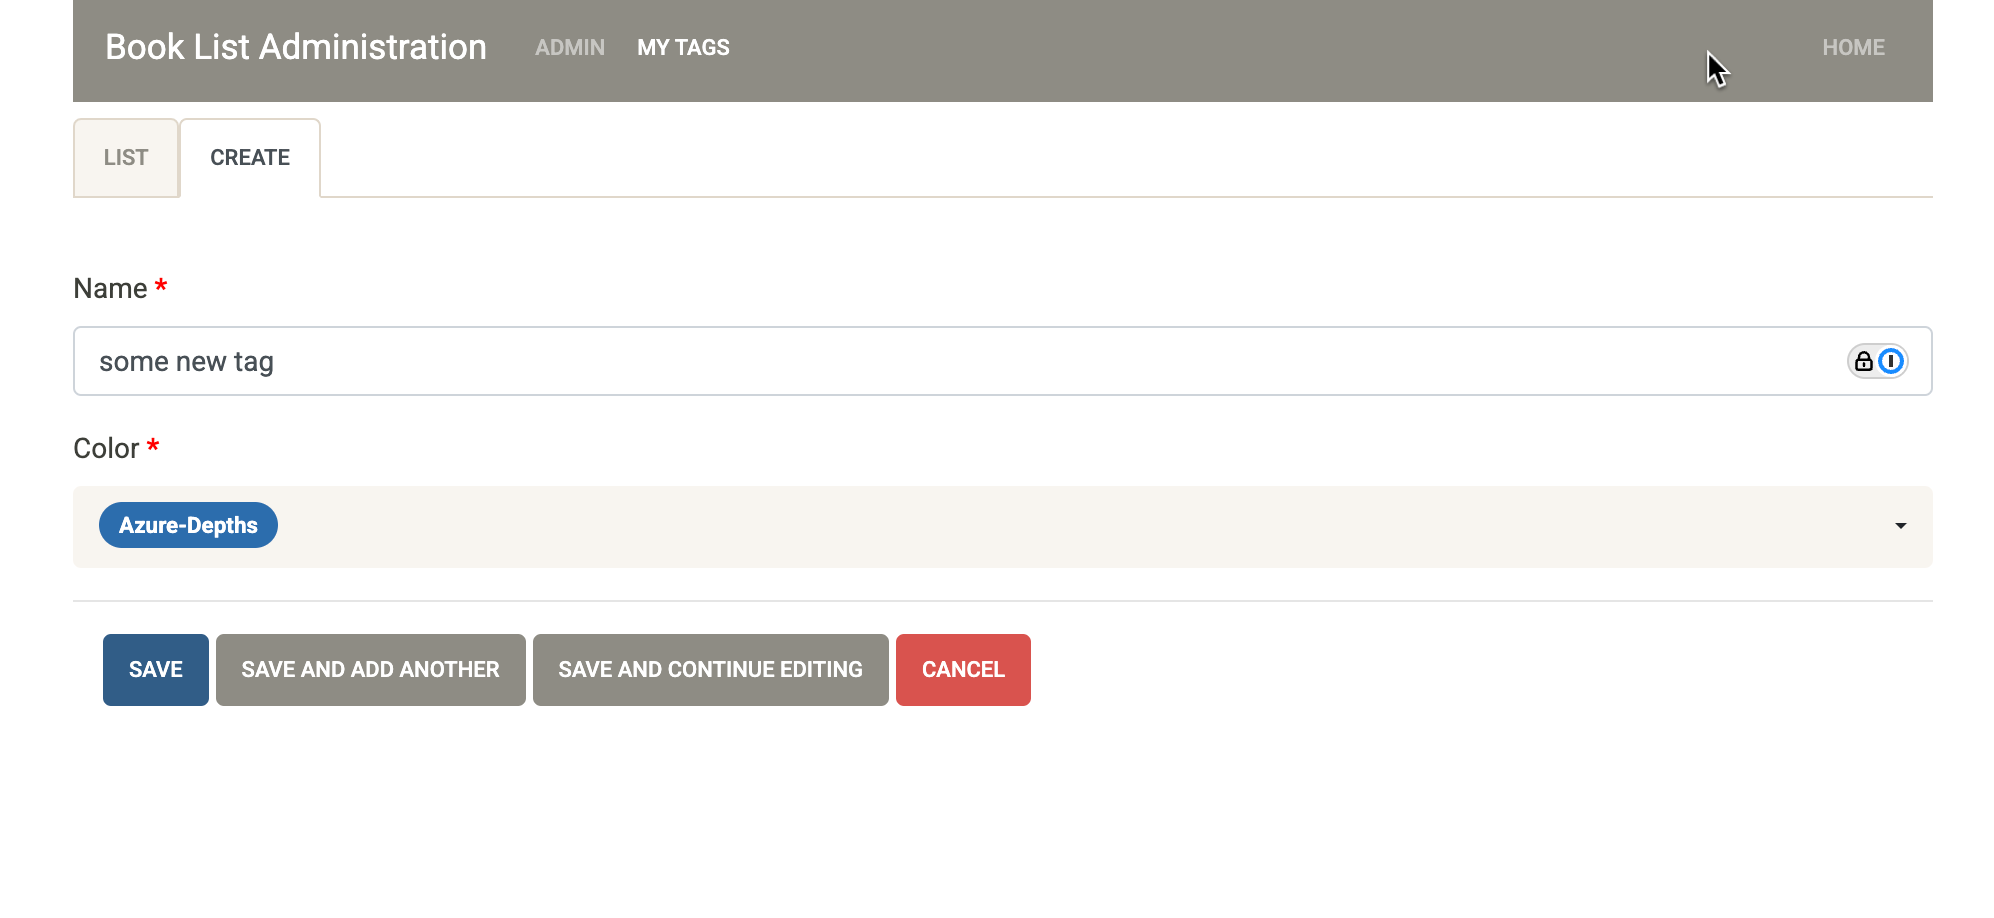 Book List Administration ADMIN MY TAGS HOME
LIST CREATE
Name *
some new tag
Color *
Azure-Depths
SAVE SAVE AND ADD ANOTHER SAVE AND CONTINUE EDITING CANCEL